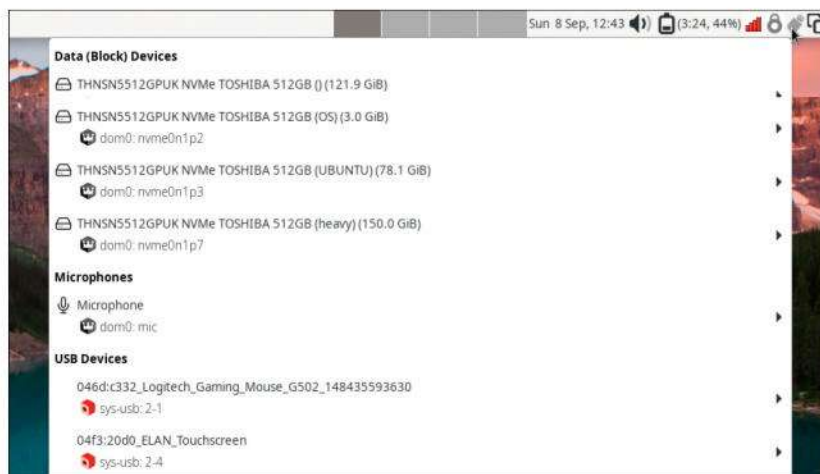 Sun 8 Sep, 12:43 (3:24, 44%)
Data (Block) Devices
THNSN5512GPUK NVMe TOSHIBA 512GB () (121.9 GiB)
THNSN5512GPUK NVMe TOSHIBA 512GB (OS) (3.0 GiB)
dom0: nvme0n1p2
THNSN5512GPUK NVMe TOSHIBA 512GB (UBUNTU) (78.1 GiB)
dom0: nvme0n1p3
THNSN5512GPUK NVMe TOSHIBA 512GB (heavy) (150.0 GiB)
dom0: nvme0n1p7
Microphones
Microphone
dom0: mic
USB Devices
046d:c332_Logitech_Gaming_Mouse_G502_148435593630
sys-usb: 2-1
04f3:20d0_ELAN_Touchscreen
sys-usb: 2-4